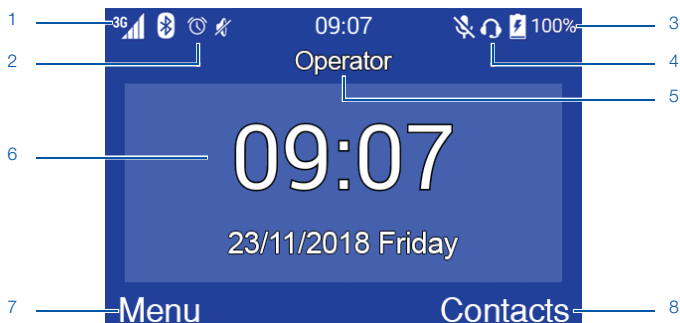 1 3G 09:07 100% 3
2 4
Operator
5
6 09:07
23/11/2018 Friday
7 Menu Contacts 8